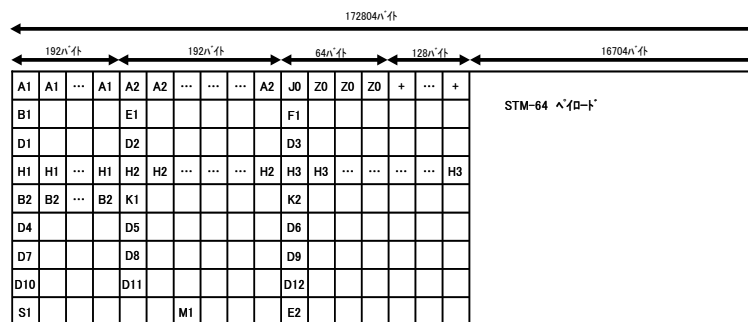 172804バイト
192バイト 192バイト 64バイト 128バイト 16704バイト
A1 A1 … A1 A2 A2 … … … A2 J0 Z0 Z0 Z0 + … +
STM-64 ペイロード
B1 E1 F1
D1 D2 D3
H1 H1 … H1 H2 H2 … … … H2 H3 H3 … … … … H3
B2 B2 … B2 K1 K2
D4 D5 D6
D7 D8 D9
D10 D11 D12
S1 M1 E2